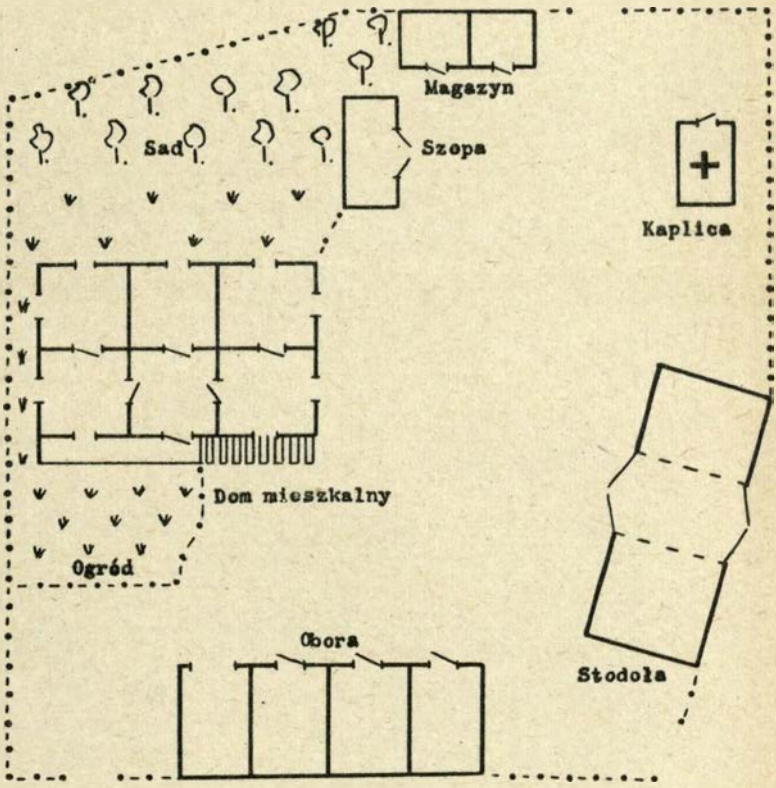 Magazyn
Sad
Szopa
Kaplica
Dom mieszkalny
Ogród
Obora
Stodoła